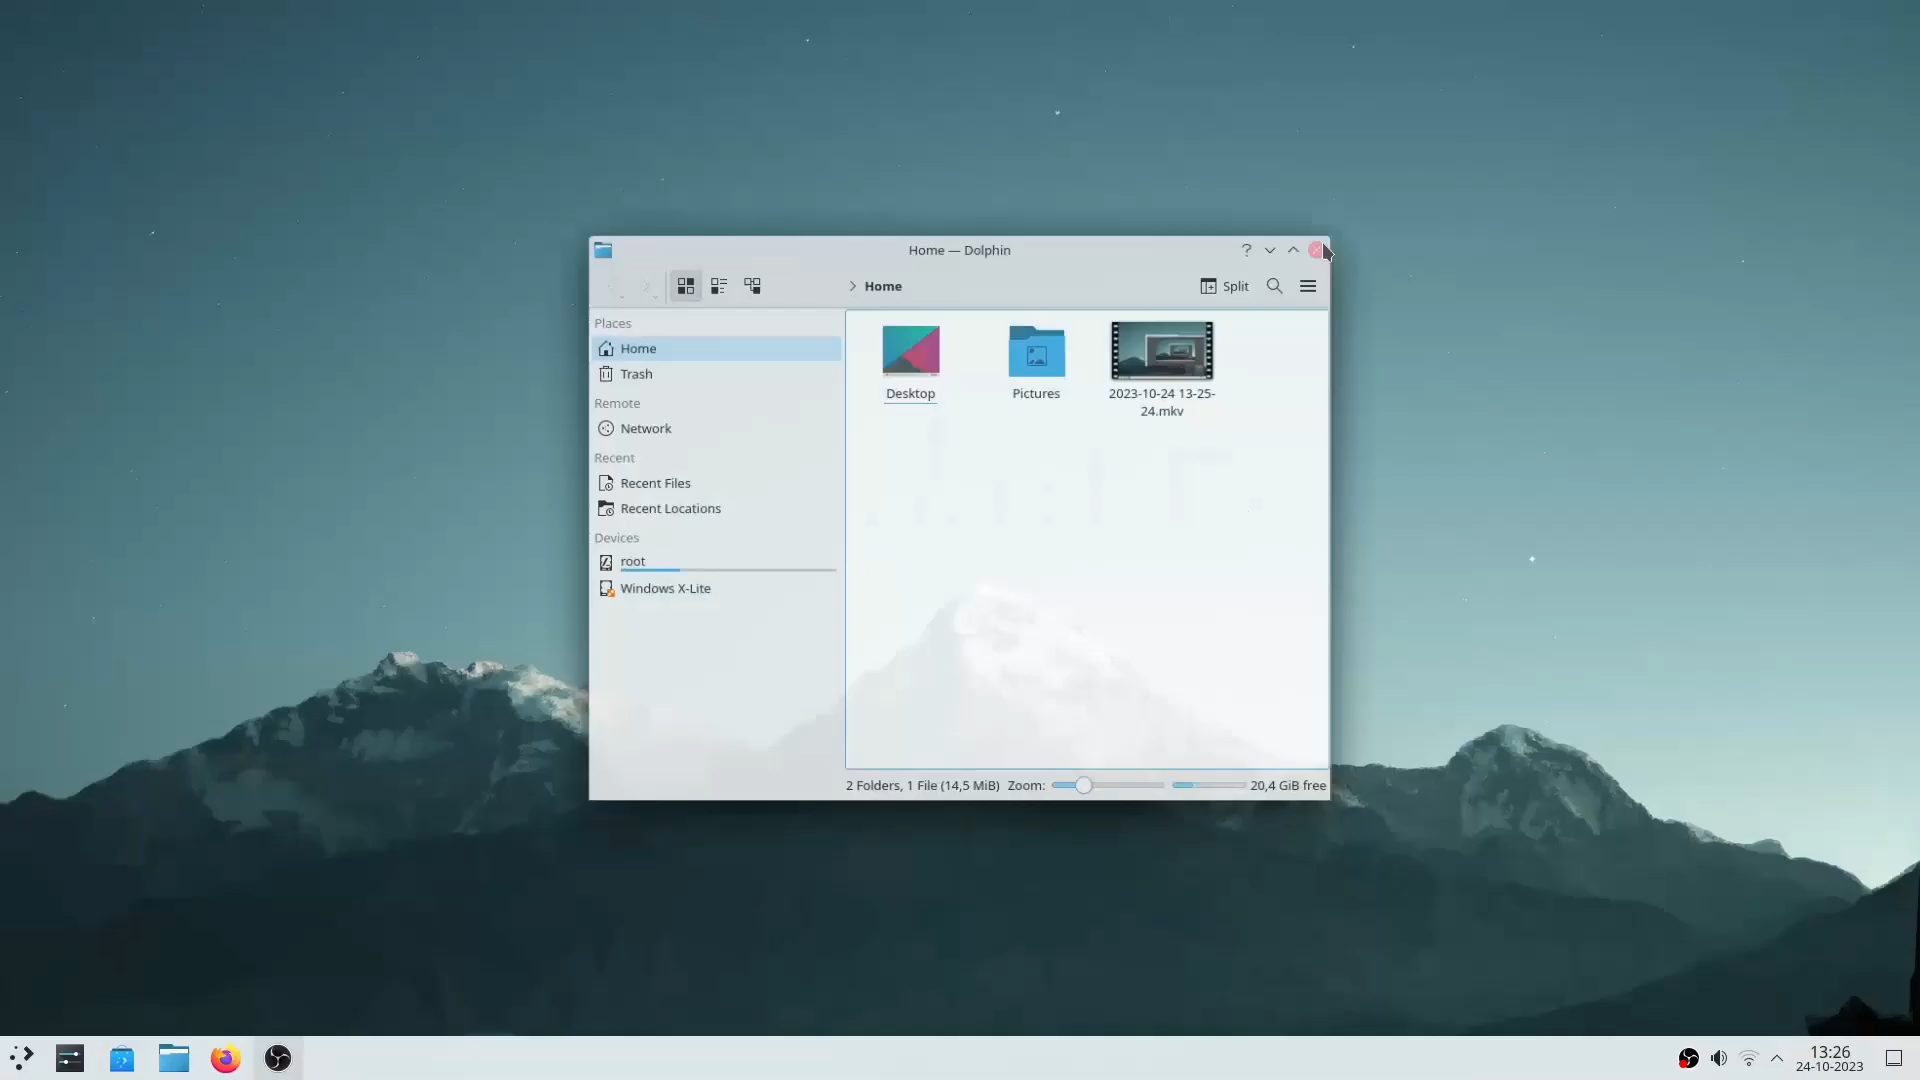 Home — Dolphin
Home
Split
Places
Home
Trash
Remote
Network
Recent
Recent Files
Recent Locations
Devices
root
Windows X-Lite
Desktop
Pictures
2023-10-24 13-25-
24.mkv
2 Folders, 1 File (14,5 MiB)
Zoom:
20,4 GiB free
13:26
24-10-2023